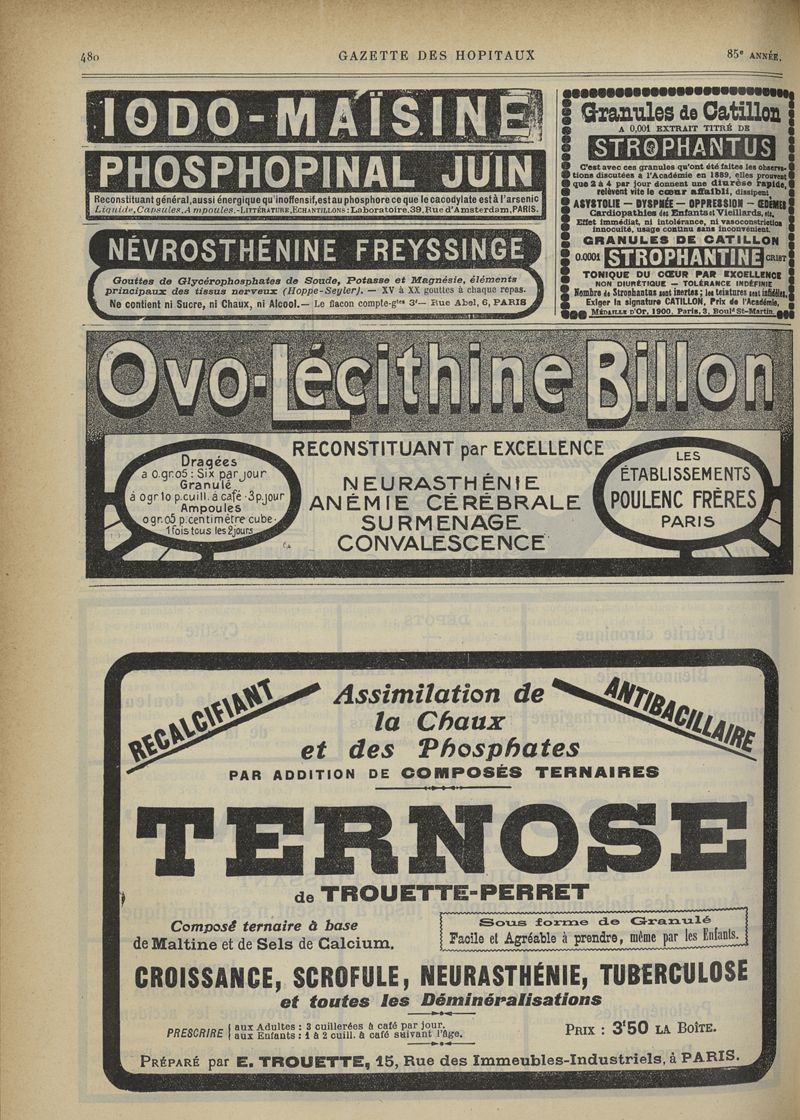 480
GAZETTE DES HOPITAUX
85e ANNÉE.
IODO-MAÏSINE
PHOSPHOPINAL JUIN
Reconstituant général, aussi énergique qu'inoffensif, est au phosphore ce que le cacodylate est à l'arsenic
Liquide, Capsules, Ampoules.-LITTÉRATURE, ECHANTILLONS: Laboratoire, 39, Rue d'Amsterdam, PARIS.
NÉVROSTHÉNINE FREYSSINGE
Gouttes de Glycérophosphates de Soude, Potasse et Magnésie, éléments
principaux des tissus nerveux (Hoppe-Seyler). — XV à XX gouttes à chaque repas.
Ne contient ni Sucre, ni Chaux, ni Alcool.— Le flacon compte-gttes 3f— Rue Abel, 6, PARIS
Granules de Catillon
A 0,001 EXTRAIT TITRÉ DE
STROPHANTUS
C'est avec ces granules qu'ont été faites les observa-
tions discutées à l'Académie en 1889, elles prouvent
que 2 à 4 par jour donnent une diurèse rapide,
relèvent vite le cœur affaibli, dissipent
ASYSTOLIE — DYSPNÉE — OPPRESSION — ŒDÈMES
Cardiopathies des Enfants et Vieillards, etc.
Effet immédiat, ni intolérance, ni vasoconstriction
innocuité, usage continu sans inconvénient.
GRANULES DE CATILLON
0.0001 STROPHANTINE CRIST
TONIQUE DU CŒUR PAR EXCELLENCE
NON DIURÉTIQUE — TOLÉRANCE INDÉFINIE
Nombre de Strophantus sont inertes; les teintures sont infidèles,
Exiger la signature CATILLON, Prix de l'Académie,
MÉDAILLE D'OR, 1900, Paris, 3, Bould St-Martin.
Ovo-Lécithine Billon
Dragées
a 0.gr.05 : Six par jour
Granulé
à 0gr10 p.cuill. à café · 3p.jour
Ampoules
0gr.05 p.centimètre cube·
1 fois tous les 2 jours
RECONSTITUANT par EXCELLENCE
NEURASTHÉNIE
ANÉMIE CÉRÉBRALE
SURMENAGE
CONVALESCENCE
LES
ÉTABLISSEMENTS
POULENC FRÈRES
PARIS
RECALCIFIANT
ANTIBACILLAIRE
Assimilation de
la Chaux
et des Phosphates
PAR ADDITION DE COMPOSÉS TERNAIRES
TERNOSE
de TROUETTE-PERRET
Composé ternaire à base
de Maltine et de Sels de Calcium.
Sous forme de Granulé
Facile et Agréable à prendre, même par les Enfants.
CROISSANCE, SCROFULE, NEURASTHÉNIE, TUBERCULOSE
et toutes les Déminéralisations
PRESCRIRE
aux Adultes : 3 cuillerées à café par jour.
aux Enfants : 1 à 2 cuill. à café suivant l'âge.
PRIX : 3f50 LA BOÎTE.
PRÉPARÉ par E. TROUETTE, 15, Rue des Immeubles-Industriels, à PARIS.